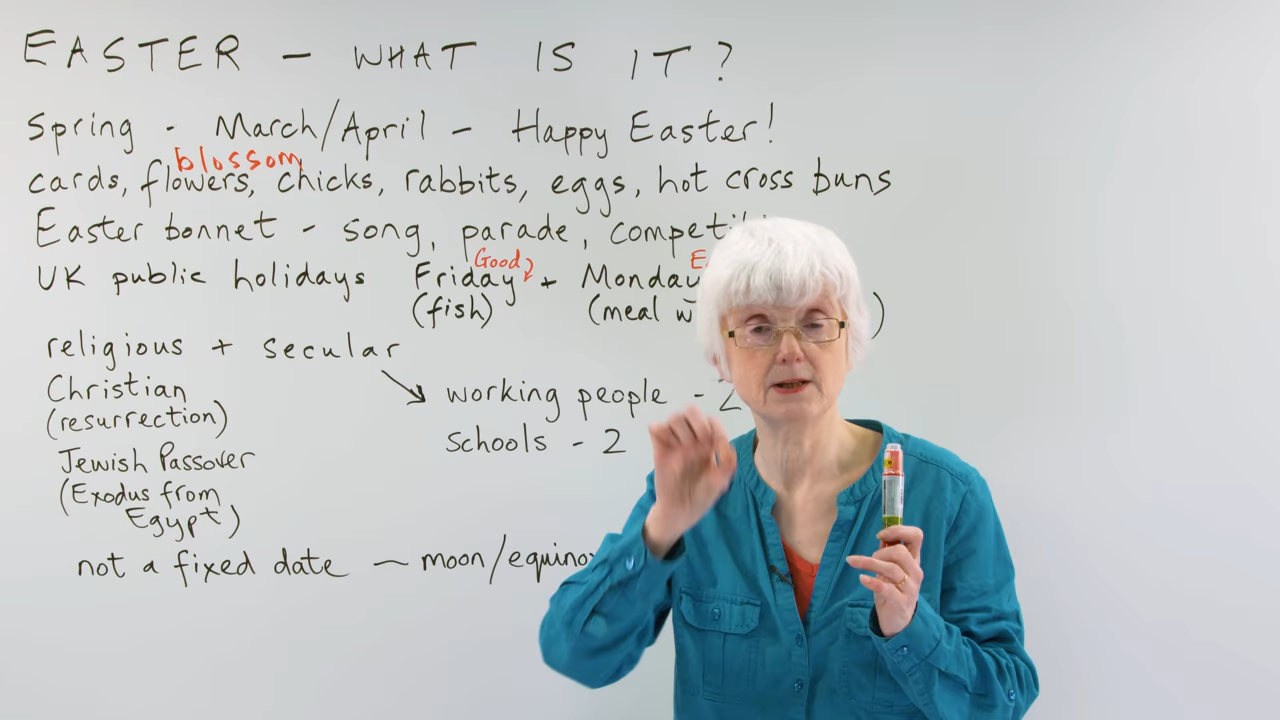 EASTER - WHAT IS IT?
Spring - March/April - Happy Easter!
blossom
cards, flowers, chicks, rabbits, eggs, hot cross buns
Easter bonnet - song, parade,
Good
UK public holidays Friday + Monday
(fish) (meal )
religious + secular
Christian
(resurrection)
working people - 2
schools - 2
Jewish Passover
(Exodus from
Egypt)
not a fixed date — moon/